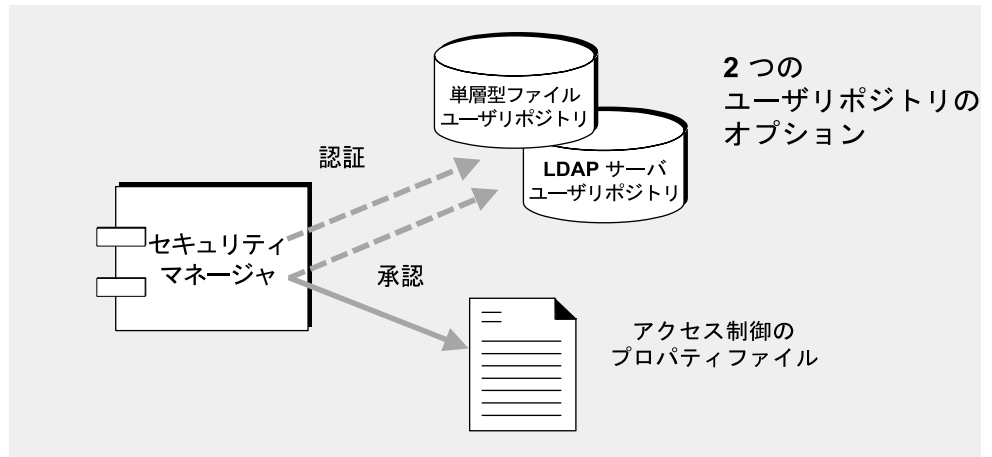 単層型ファイル
ユーザリポジトリ
2 つの
ユーザリポジトリの
オプション
LDAP サーバ
ユーザリポジトリ
認証
セキュリティ
マネージャ
承認
アクセス制御の
プロパティファイル